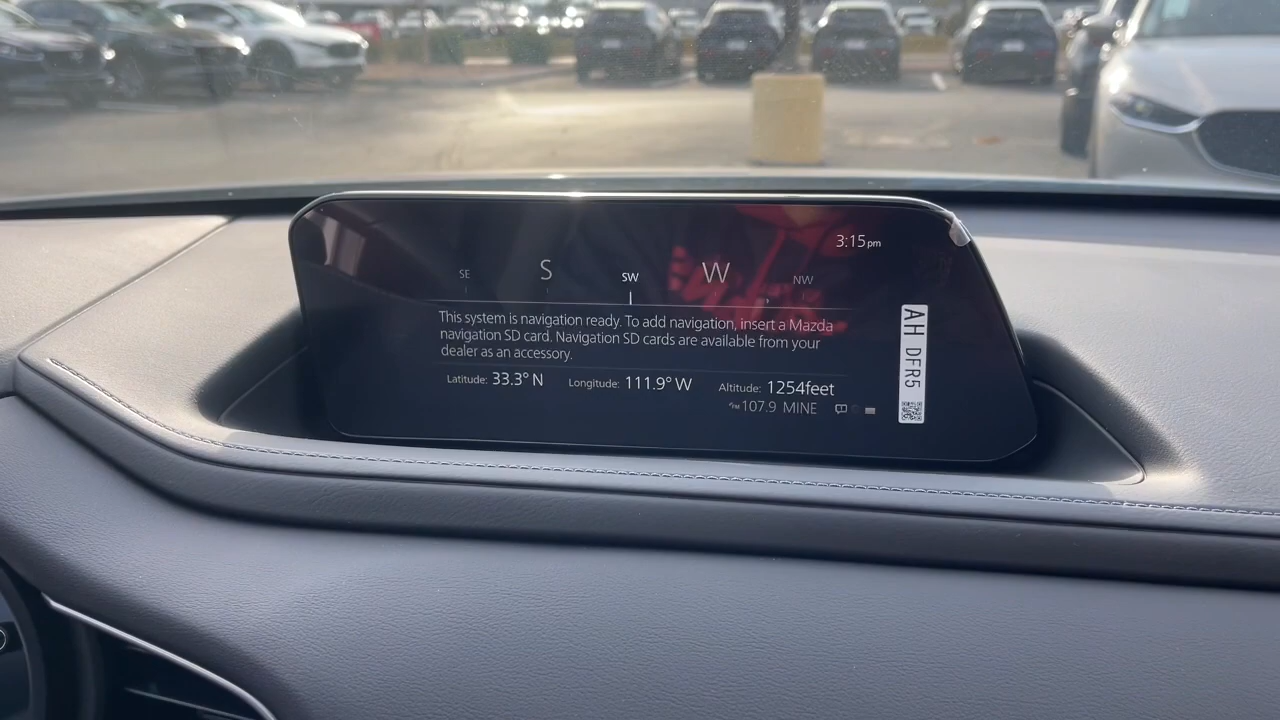 3:15pm
SE S SW W NW
This system is navigation ready. To add navigation, insert a Mazda
navigation SD card. Navigation SD cards are available from your
dealer as an accessory.
Latitude: 33.3° N Longitude: 111.9° W Altitude: 1254feet
FM 107.9 MINE
AH DFR5